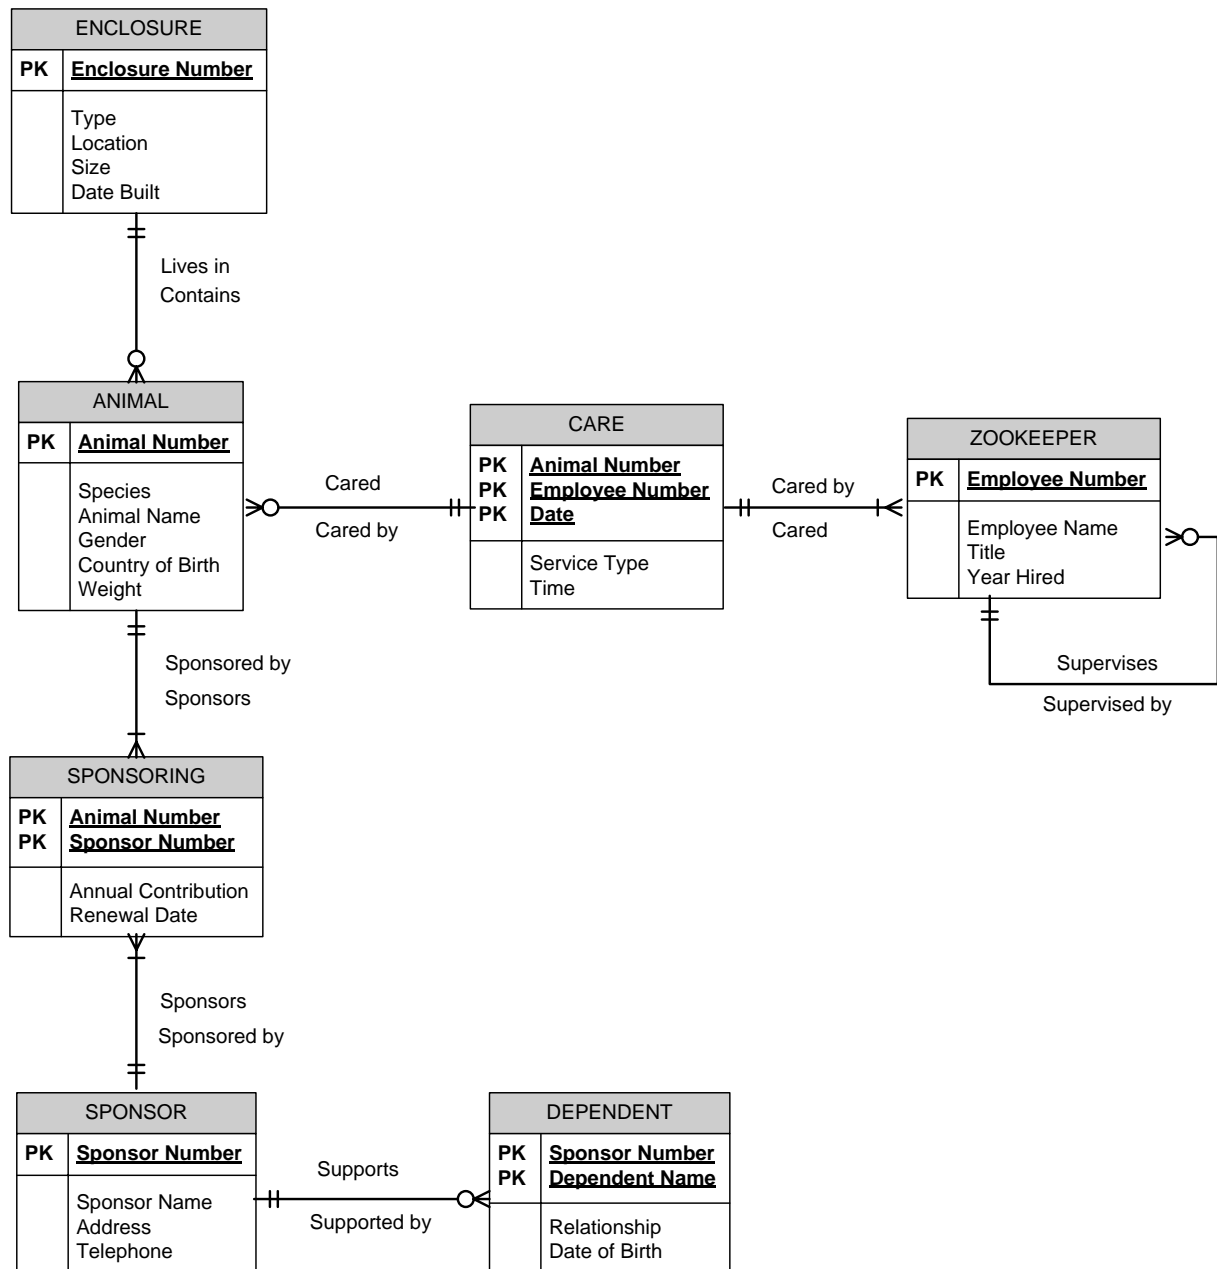 ENCLOSURE
PK Enclosure Number
Type
Location
Size
Date Built
Lives in
Contains
ANIMAL
PK Animal Number
Species
Animal Name
Gender
Country of Birth
Weight
Cared
Cared by
CARE
PK Animal Number
PK Employee Number
PK Date
Service Type
Time
Cared by
Cared
ZOOKEEPER
PK Employee Number
Employee Name
Title
Year Hired
Supervises
Supervised by
Sponsored by
Sponsors
SPONSORING
PK Animal Number
PK Sponsor Number
Annual Contribution
Renewal Date
Sponsors
Sponsored by
SPONSOR
PK Sponsor Number
Sponsor Name
Address
Telephone
Supports
Supported by
DEPENDENT
PK Sponsor Number
PK Dependent Name
Relationship
Date of Birth